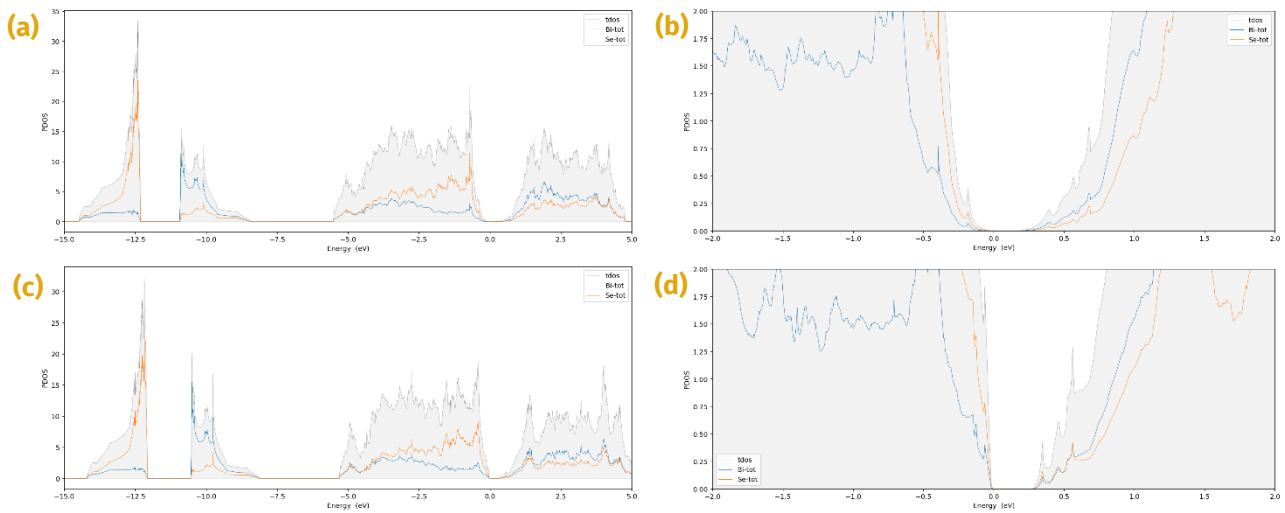 (a)
35
30
25
20
15
10
5
0
PDOS
−15.0 −12.5 −10.0 −7.5 −5.0 −2.5 0.0 2.5 5.0
Energy (eV)
tdos
Bi-tot
Se-tot
(b)
2.00
1.75
1.50
1.25
1.00
0.75
0.50
0.25
0.00
PDOS
−2.0 −1.5 −1.0 −0.5 0.0 0.5 1.0 1.5 2.0
Energy (eV)
tdos
Bi-tot
Se-tot
(c)
30
25
20
15
10
5
0
PDOS
−15.0 −12.5 −10.0 −7.5 −5.0 −2.5 0.0 2.5 5.0
Energy (eV)
tdos
Bi-tot
Se-tot
(d)
2.00
1.75
1.50
1.25
1.00
0.75
0.50
0.25
0.00
PDOS
−2.0 −1.5 −1.0 −0.5 0.0 0.5 1.0 1.5 2.0
Energy (eV)
tdos
Bi-tot
Se-tot